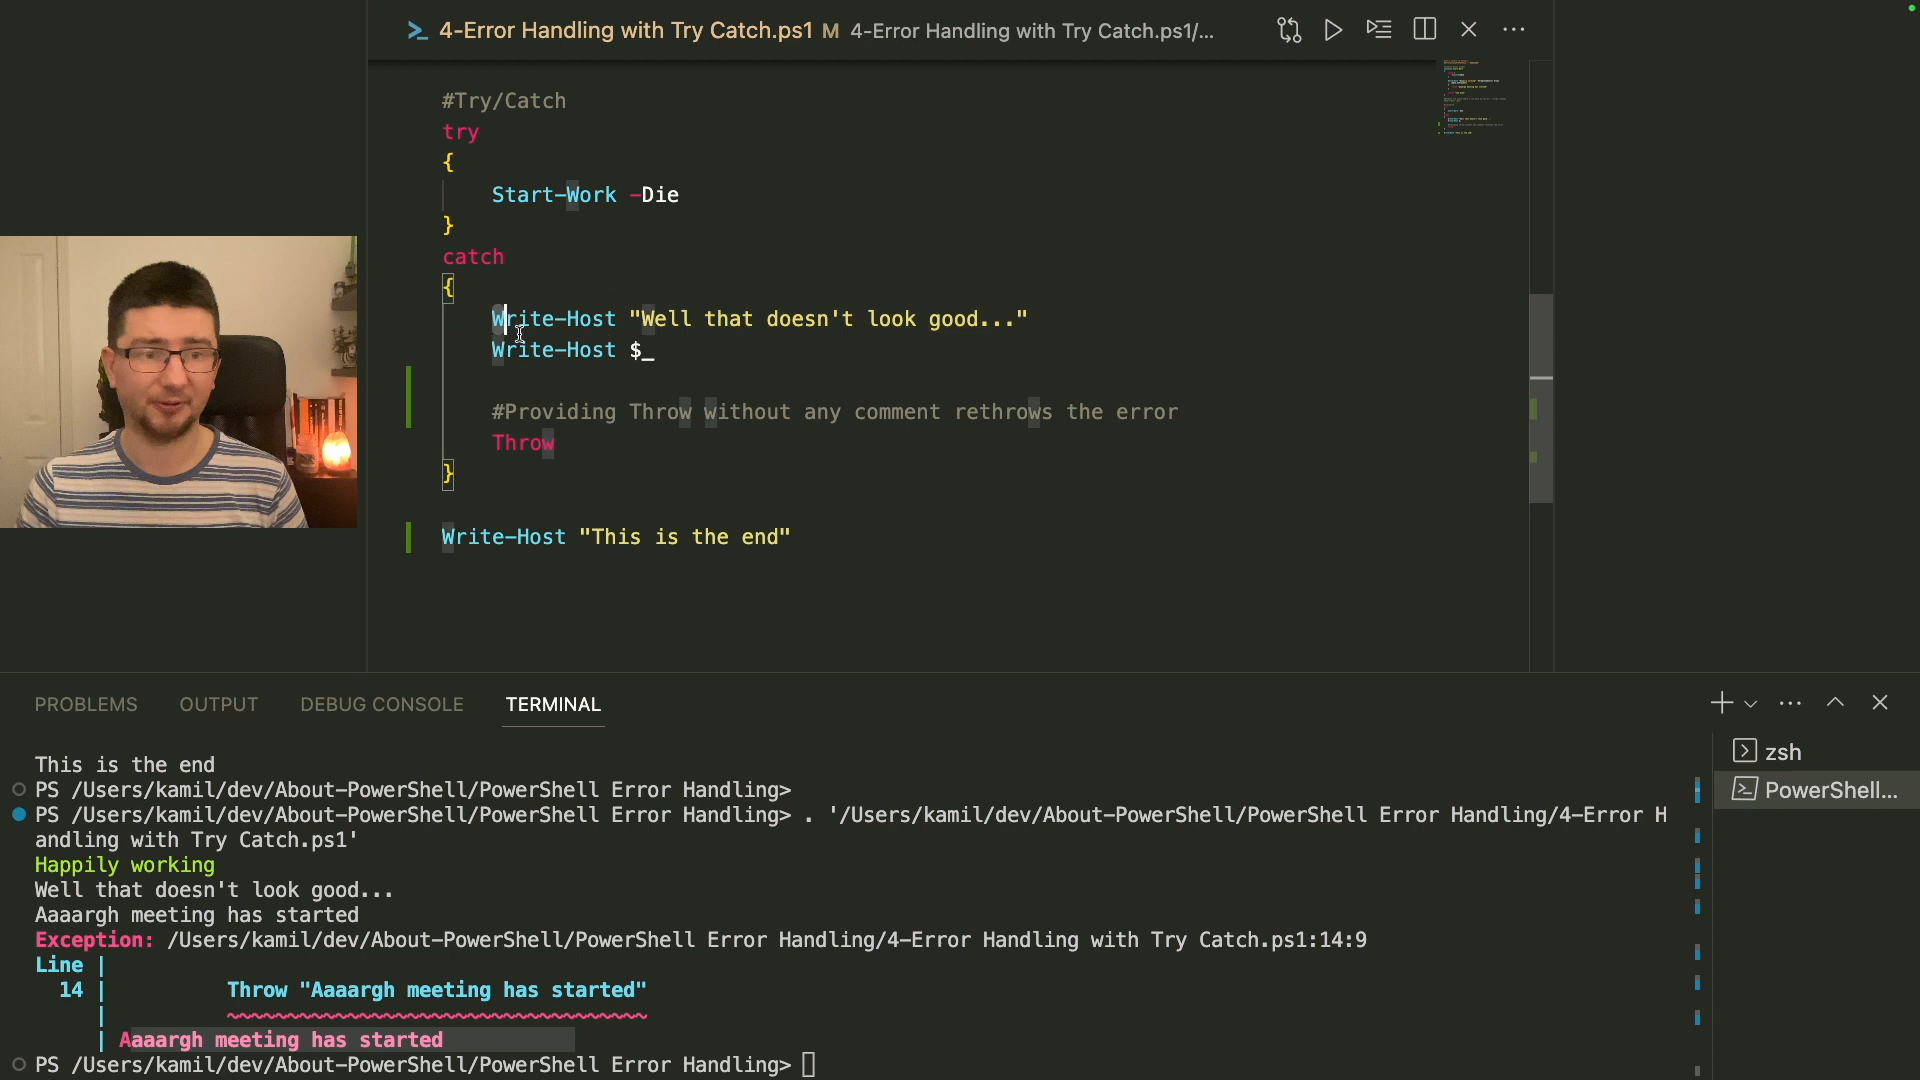 4-Error Handling with Try Catch.ps1 M 4-Error Handling with Try Catch.ps1/...
#Try/Catch
try
{
Start-Work -Die
}
catch
{
Write-Host "Well that doesn't look good..."
Write-Host $_
#Providing Throw without any comment rethrows the error
Throw
}
Write-Host "This is the end"
PROBLEMS OUTPUT DEBUG CONSOLE TERMINAL
zsh
PowerShell...
This is the end
PS /Users/kamil/dev/About-PowerShell/PowerShell Error Handling>
PS /Users/kamil/dev/About-PowerShell/PowerShell Error Handling> . '/Users/kamil/dev/About-PowerShell/PowerShell Error Handling/4-Error H
andling with Try Catch.ps1'
Happily working
Well that doesn't look good...
Aaaargh meeting has started
Exception: /Users/kamil/dev/About-PowerShell/PowerShell Error Handling/4-Error Handling with Try Catch.ps1:14:9
Line |
14 | Throw "Aaaargh meeting has started"
| ~~~~~~~~~~~~~~~~~~~~~~~~~~~~~~~~~~~
| Aaaargh meeting has started
PS /Users/kamil/dev/About-PowerShell/PowerShell Error Handling>